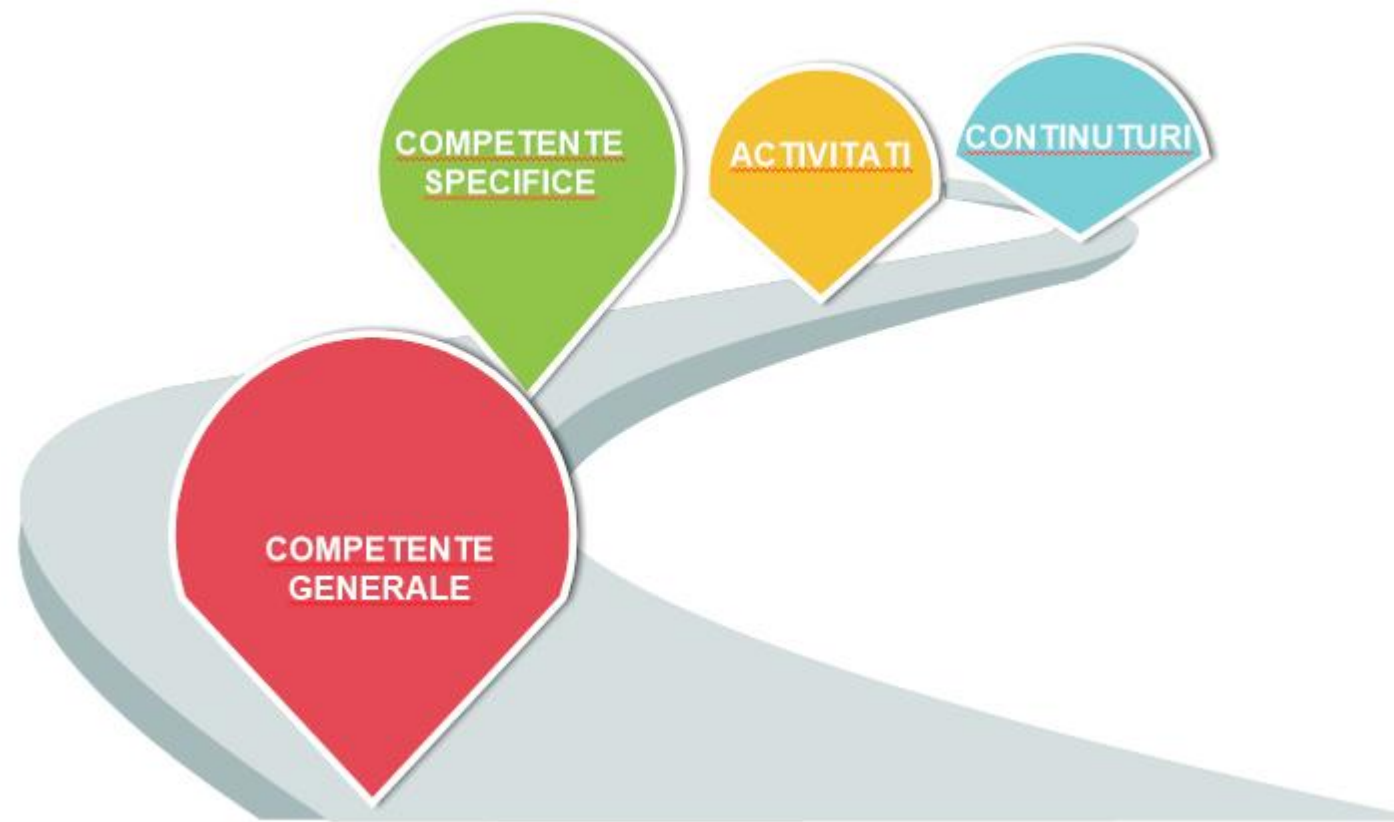 COMPETENTE
SPECIFICE
ACTIVITATI
CONTINUTURI
COMPETENTE
GENERALE